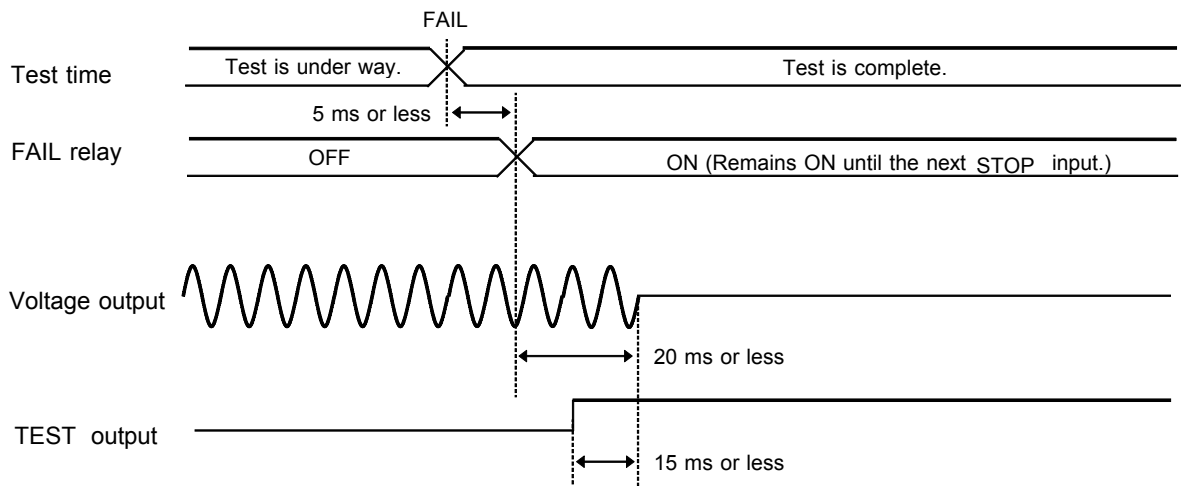 FAIL
Test time
Test is under way.
Test is complete.
5 ms or less
FAIL relay
OFF
ON (Remains ON until the next STOP input.)
Voltage output
20 ms or less
TEST output
15 ms or less